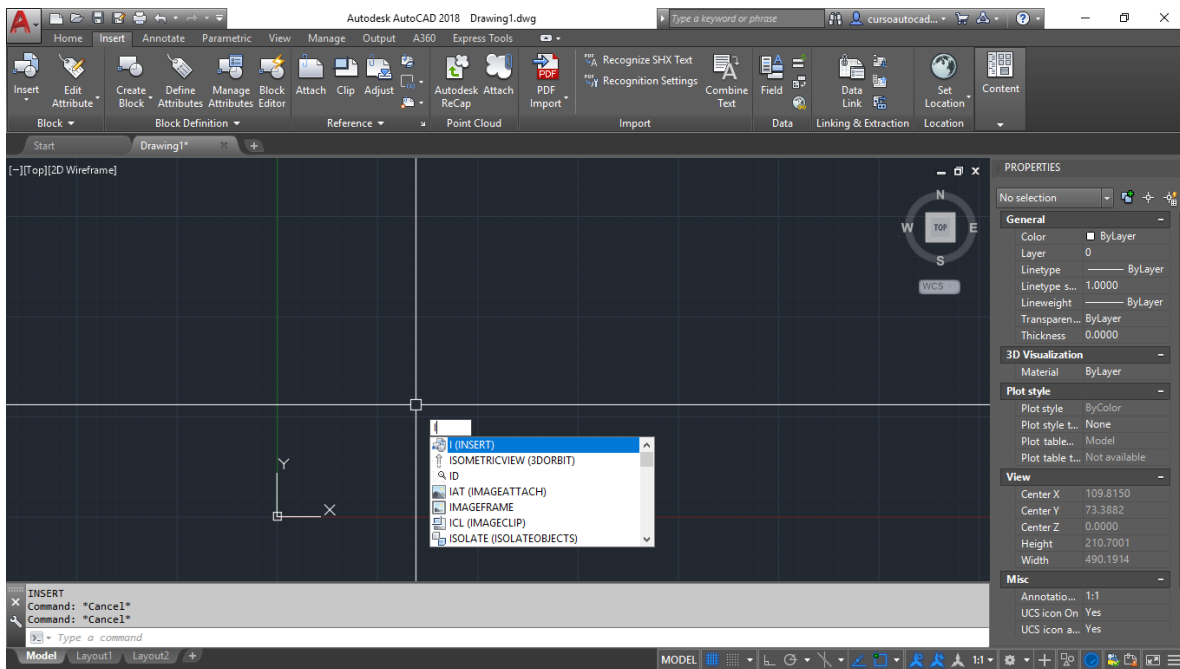 Autodesk AutoCAD 2018 Drawing1.dwg
Type a keyword or phrase
cursoautocad...
Home Insert Annotate Parametric View Manage Output A360 Express Tools
Insert
Edit Attribute
Create Block
Define Attributes
Manage Attributes
Block Editor
Attach
Clip
Adjust
Autodesk ReCap
Attach
PDF
PDF Import
Recognize SHX Text
Recognition Settings
Combine Text
Field
Data Link
Set Location
Content
Block
Block Definition
Reference
Point Cloud
Import
Data
Linking & Extraction
Location
Start Drawing1*
[−][Top][2D Wireframe]
N
W TOP E
S
WCS
Y
X
I
I (INSERT)
ISOMETRICVIEW (3DORBIT)
ID
IAT (IMAGEATTACH)
IMAGEFRAME
ICL (IMAGECLIP)
ISOLATE (ISOLATEOBJECTS)
PROPERTIES
No selection
General
Color ByLayer
Layer 0
Linetype ByLayer
Linetype s... 1.0000
Lineweight ByLayer
Transparen... ByLayer
Thickness 0.0000
3D Visualization
Material ByLayer
Plot style
Plot style ByColor
Plot style t... None
Plot table... Model
Plot table t... Not available
View
Center X 109.8150
Center Y 73.3882
Center Z 0.0000
Height 210.7001
Width 490.1914
Misc
Annotatio... 1:1
UCS icon On Yes
UCS icon a... Yes
INSERT
Command: *Cancel*
Command: *Cancel*
Type a command
Model Layout1 Layout2
MODEL
1:1